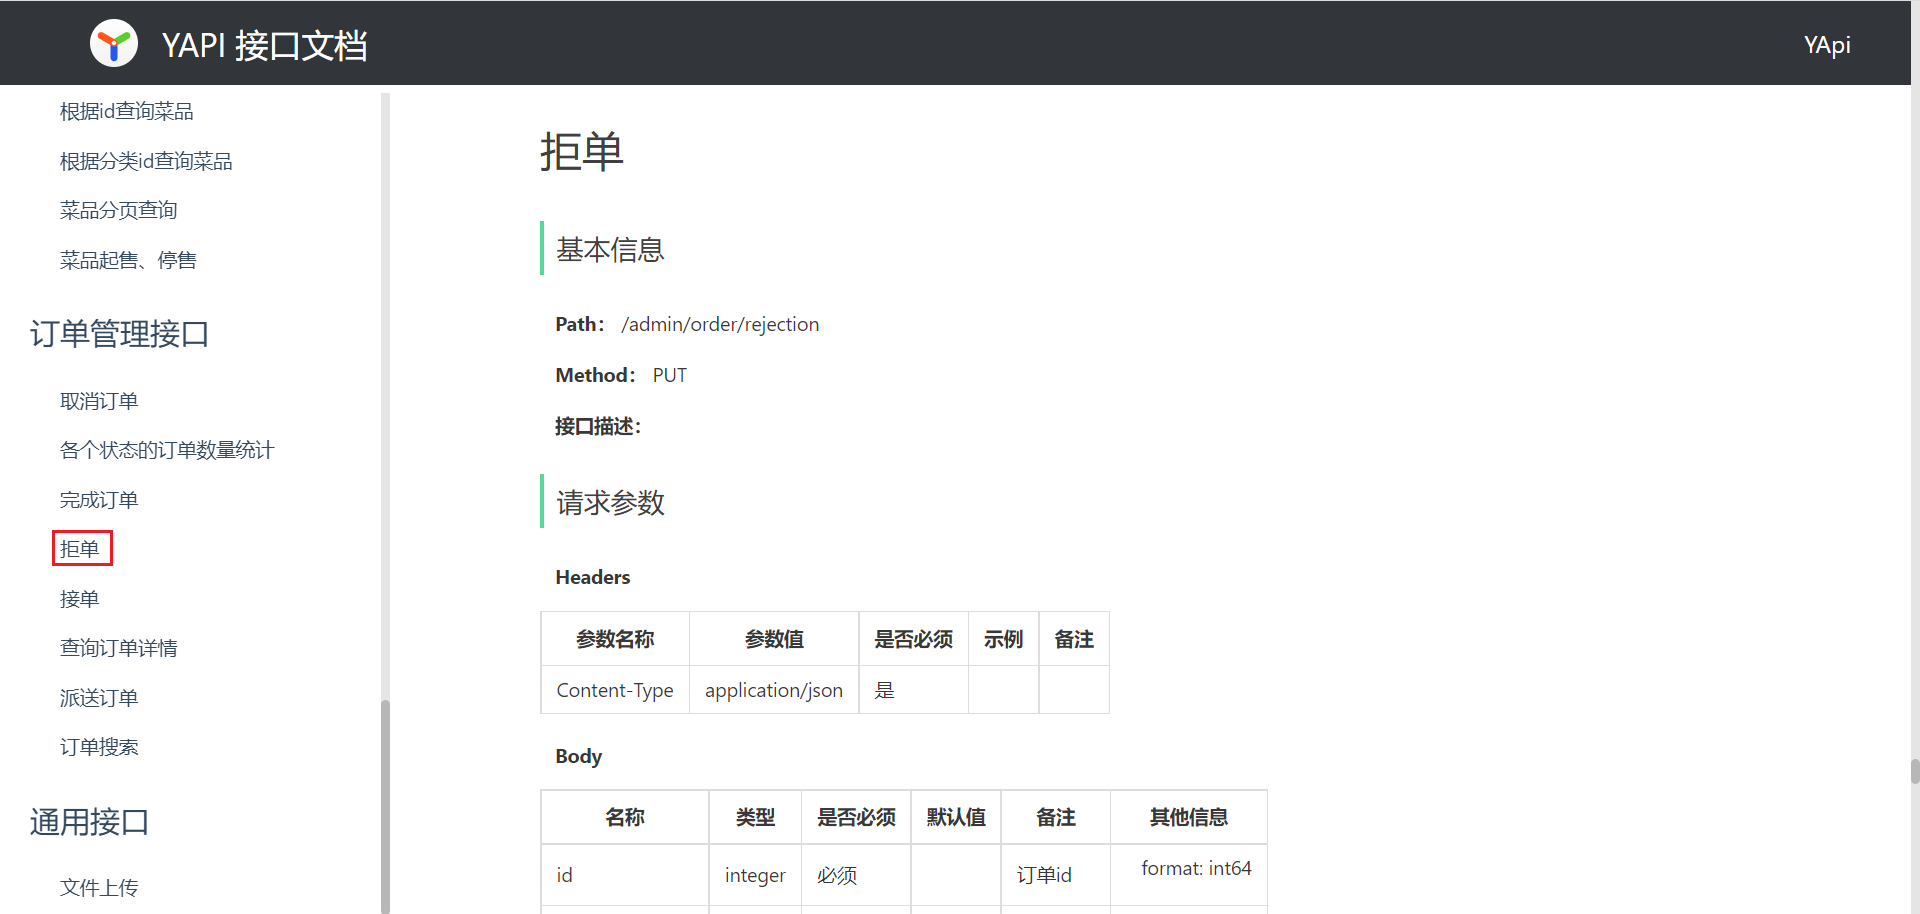 YAPI 接口文档
YApi
根据id查询菜品
根据分类id查询菜品
菜品分页查询
菜品起售、停售
订单管理接口
取消订单
各个状态的订单数量统计
完成订单
拒单
接单
查询订单详情
派送订单
订单搜索
通用接口
文件上传
拒单
基本信息
Path： /admin/order/rejection
Method： PUT
接口描述：
请求参数
Headers
参数名称 参数值 是否必须 示例 备注
Content-Type application/json 是
Body
名称 类型 是否必须 默认值 备注 其他信息
id integer 必须 订单id format: int64